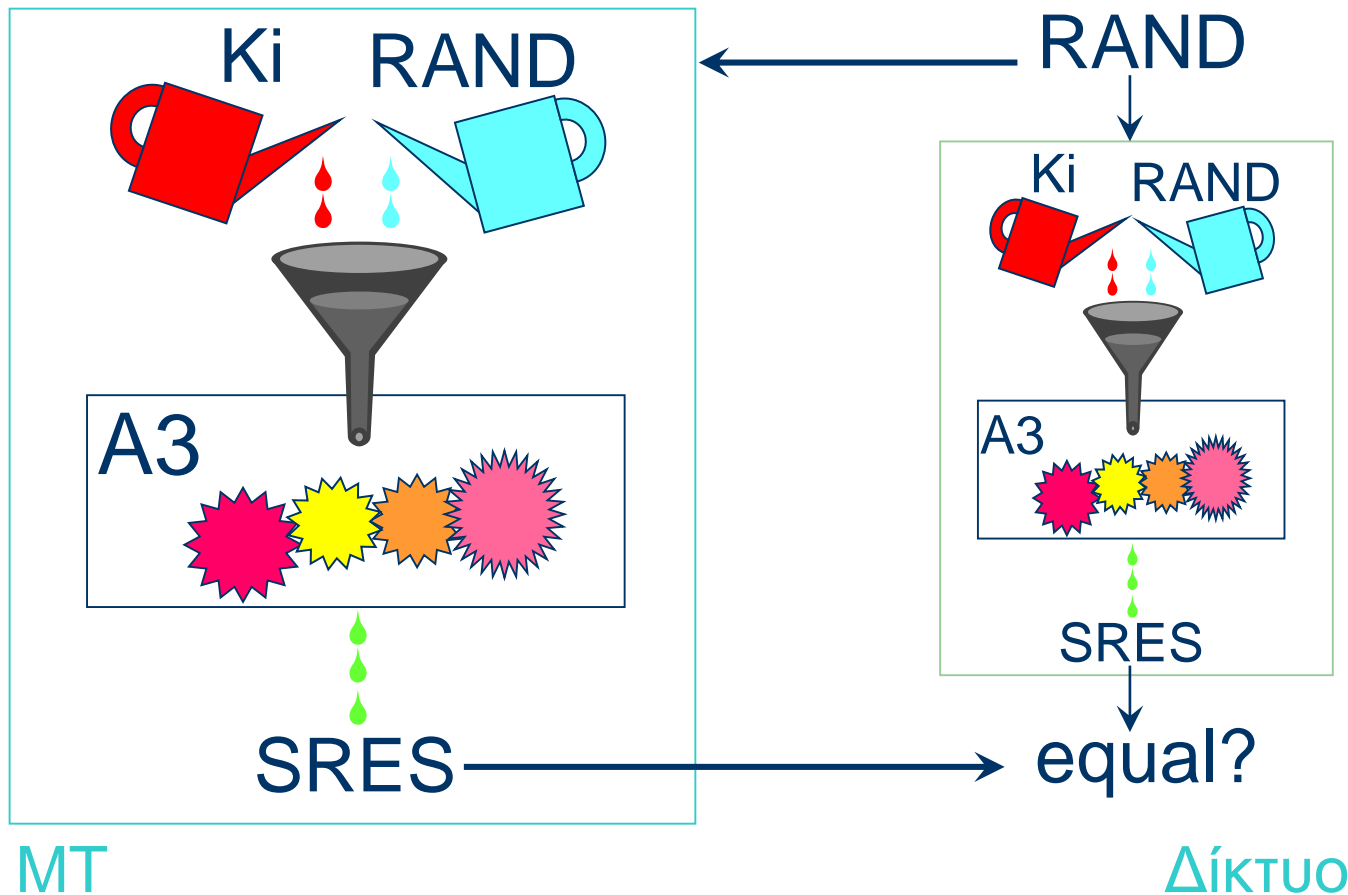 Ki RAND
A3
SRES
MT
RAND
Ki RAND
A3
SRES
equal?
Δίκτυο